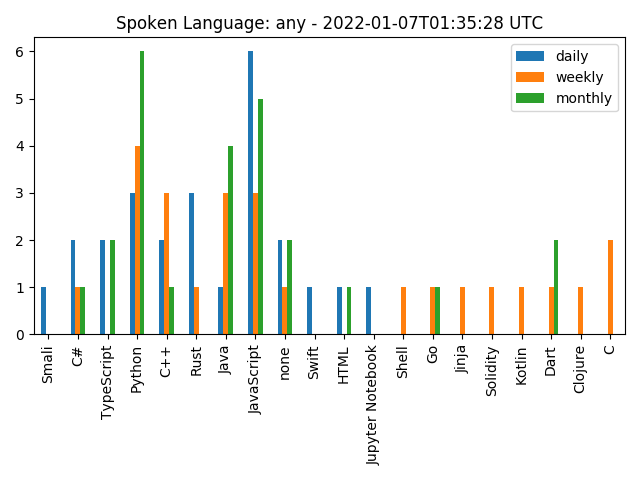 Spoken Language: any - 2022-01-07T01:35:28 UTC
daily
weekly
monthly
6
5
4
3
2
1
0
Smali
C#
TypeScript
Python
C++
Rust
Java
JavaScript
none
Swift
HTML
Jupyter Notebook
Shell
Go
Jinja
Solidity
Kotlin
Dart
Clojure
C